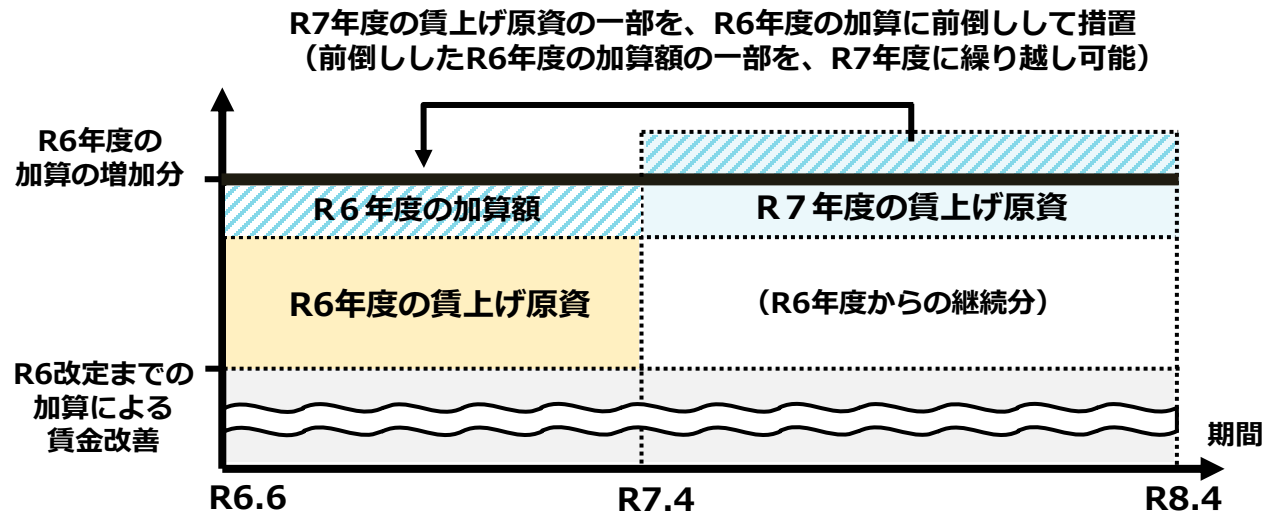 R7年度の賃上げ原資の一部を、R6年度の加算に前倒しして措置
（前倒ししたR6年度の加算額の一部を、R7年度に繰り越し可能）
R6年度の
加算の増加分
R６年度の加算額
R７年度の賃上げ原資
R6年度の賃上げ原資
（R6年度からの継続分）
R6改定までの
加算による
賃金改善
期間
R6.6
R7.4
R8.4